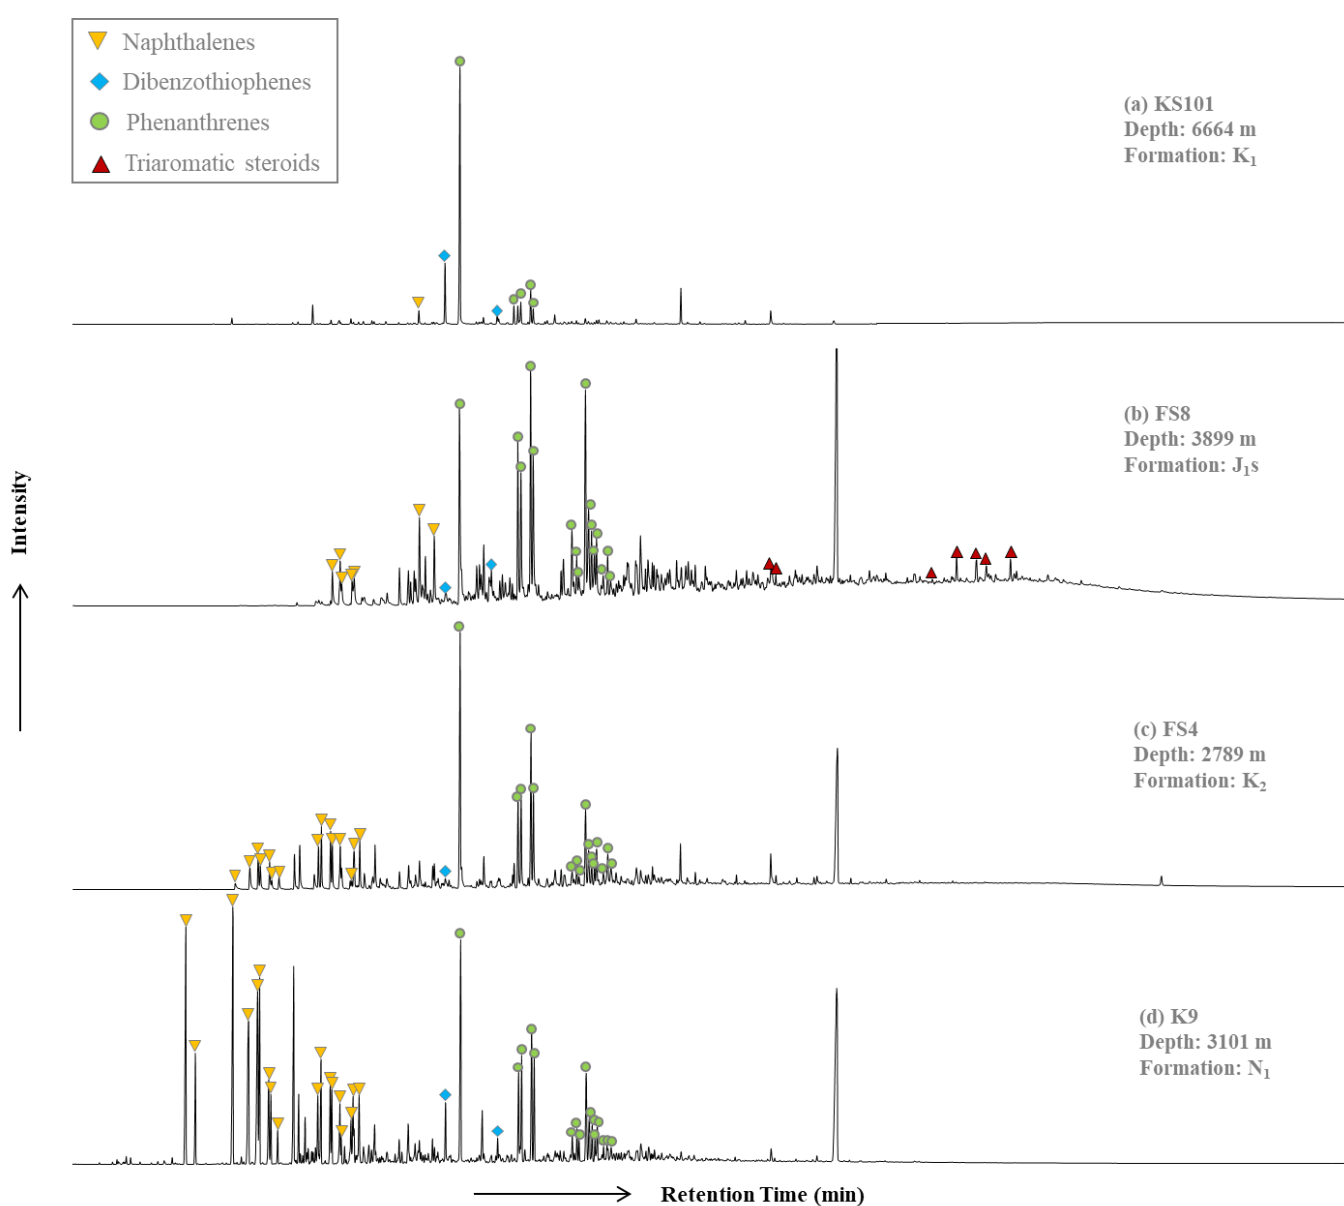 Naphthalenes
Dibenzothiophenes
Phenanthrenes
Triaromatic steroids
(a) KS101
Depth: 6664 m
Formation: K₁
(b) FS8
Depth: 3899 m
Formation: J₁s
Intensity
(c) FS4
Depth: 2789 m
Formation: K₂
(d) K9
Depth: 3101 m
Formation: N₁
Retention Time (min)